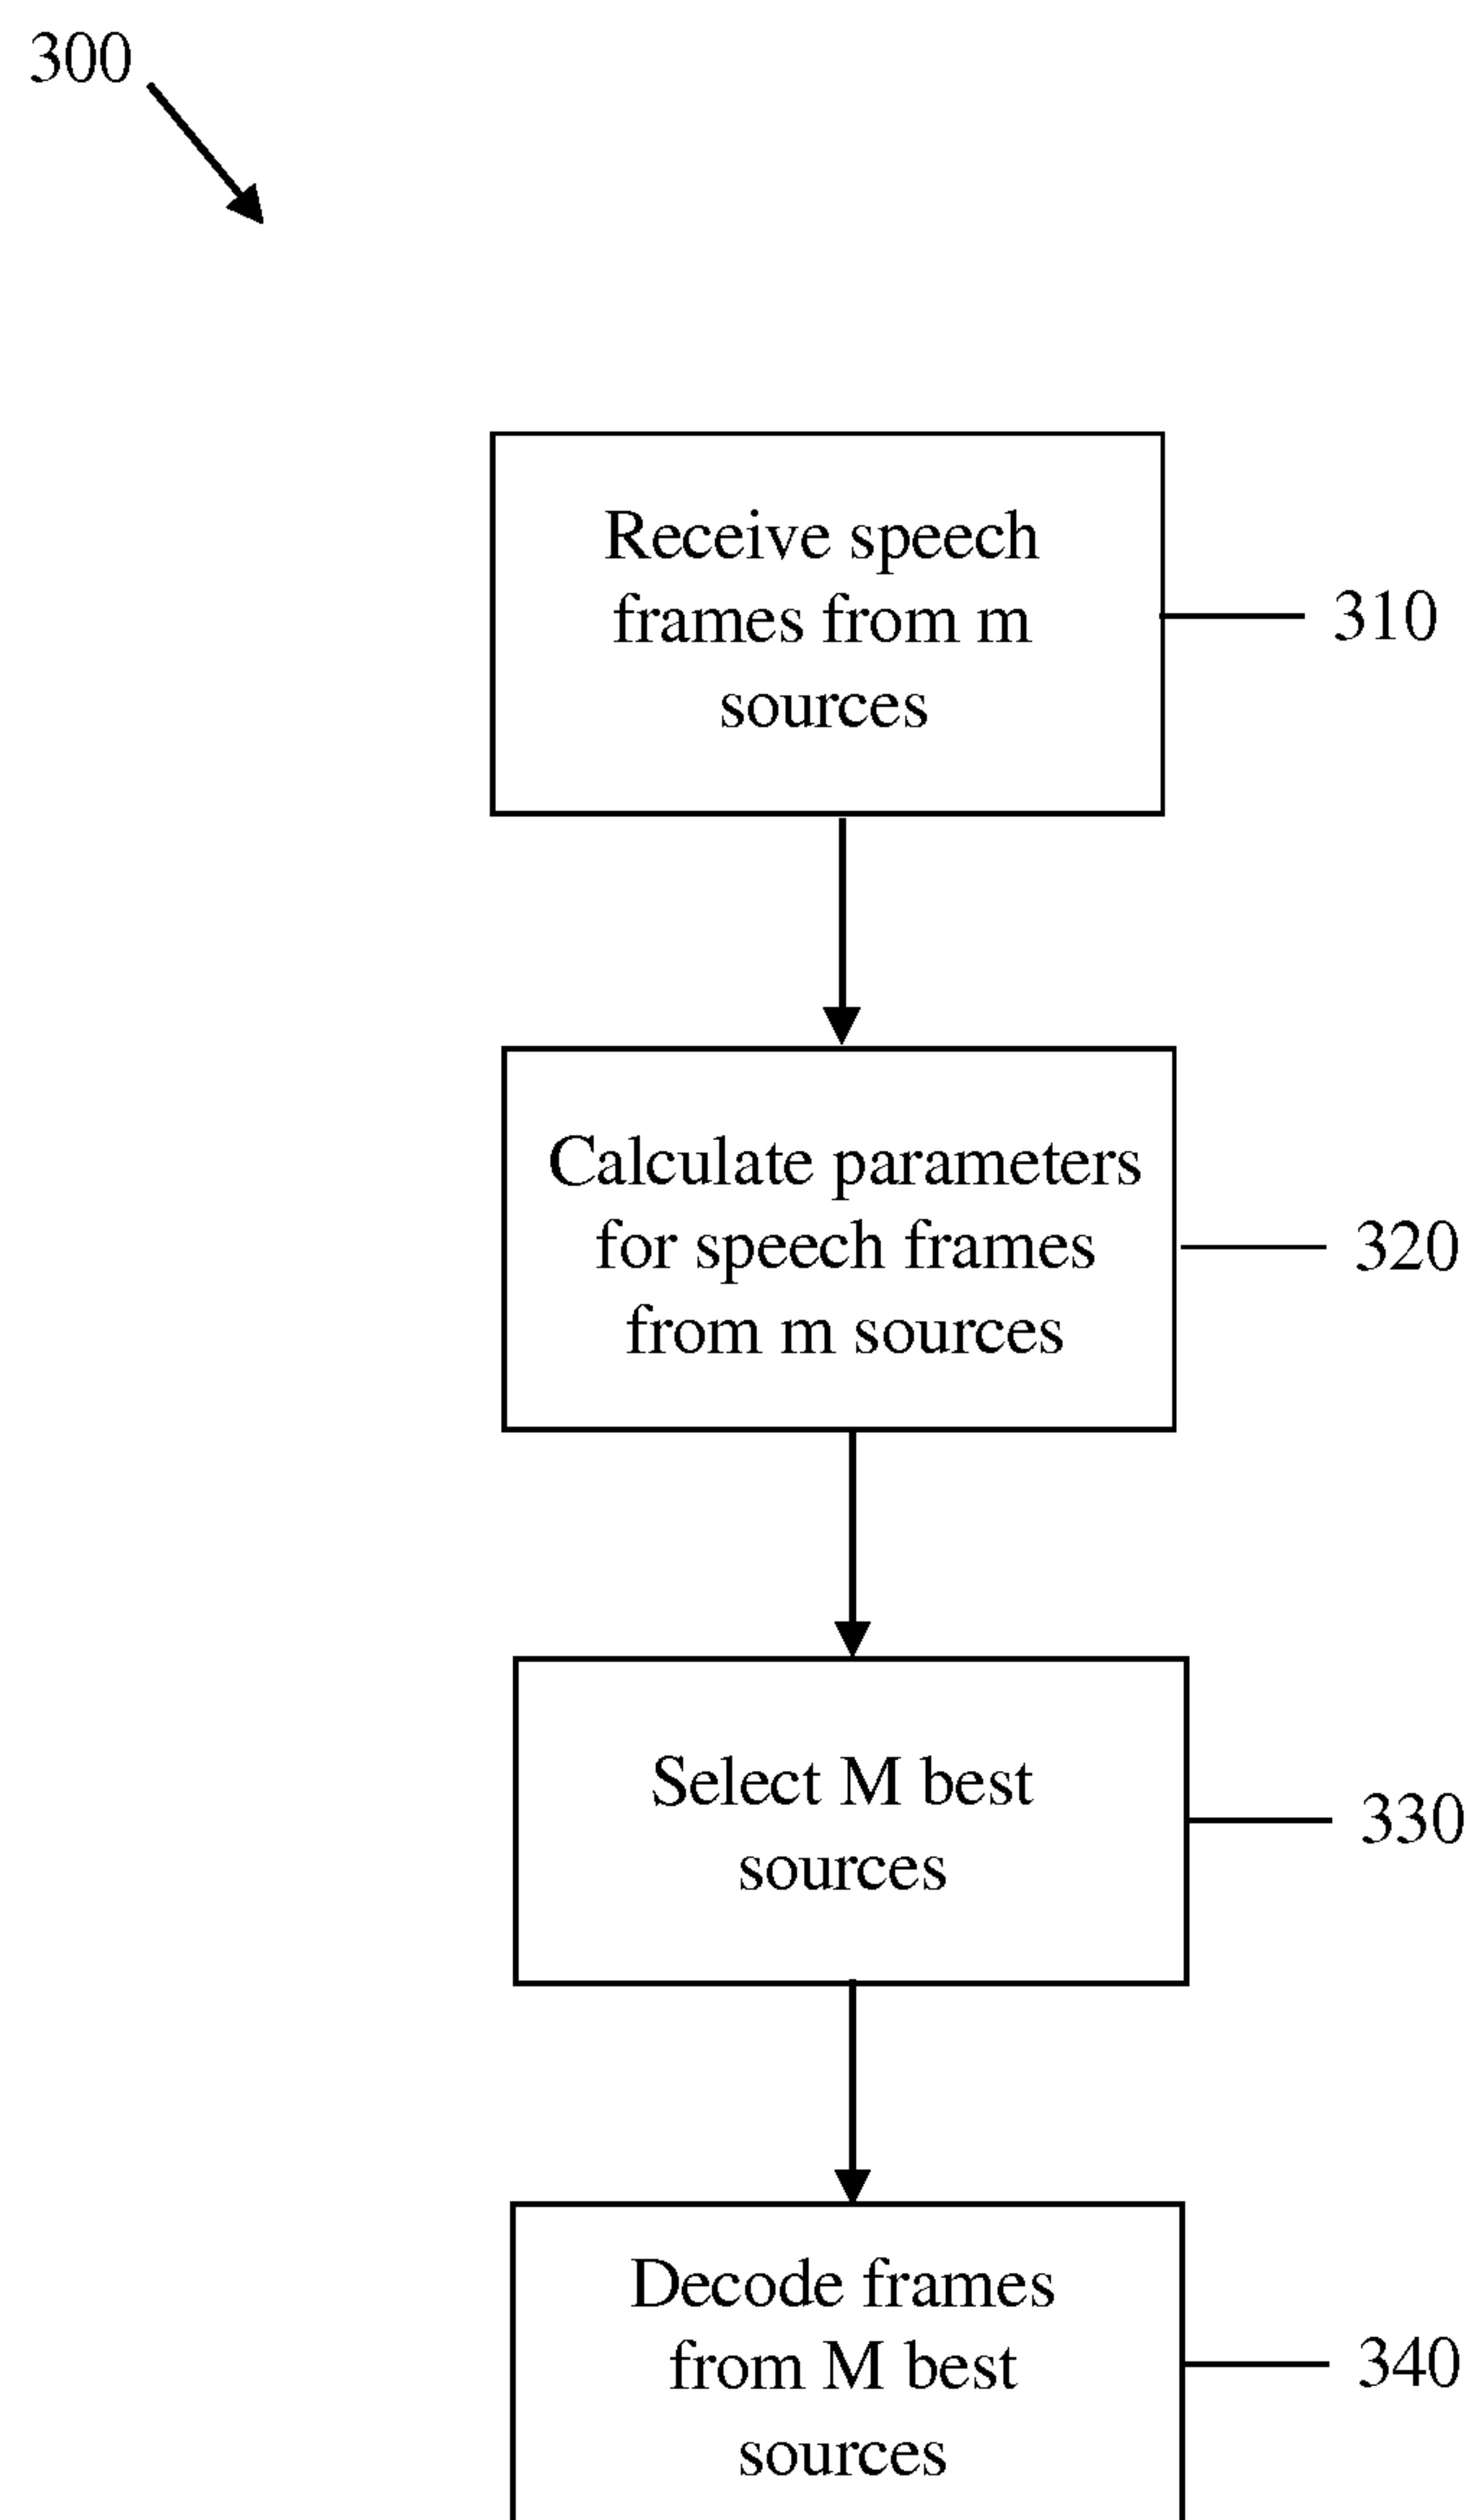 300
Receive speech
frames from m
sources
310
Calculate parameters
for speech frames
from m sources
320
Select M best
sources
330
Decode frames
from M best
sources
340